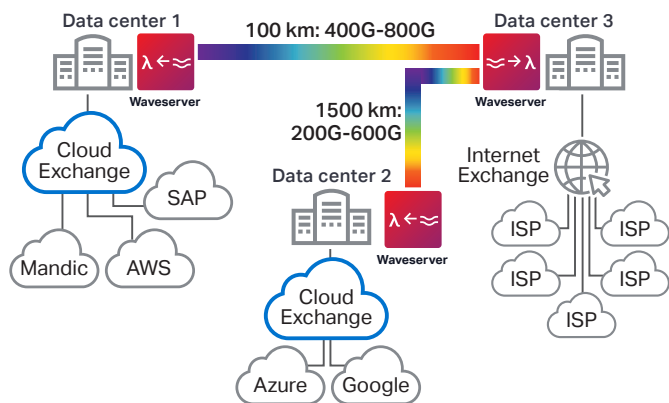 Data center 1
100 km: 400G-800G
Data center 3
λ
λ
Waveserver
Waveserver
1500 km:
200G-600G
Cloud
Exchange
Internet
Exchange
Data center 2
SAP
λ
Mandic
AWS
ISP
ISP
Waveserver
ISP
ISP
Cloud
Exchange
ISP
Azure
Google